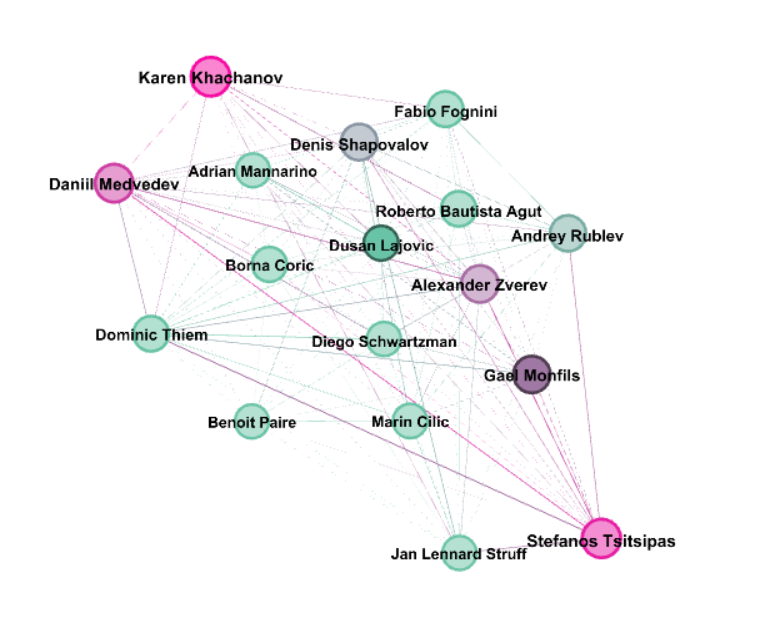 Karen Khachanov
Fabio Fognini
Denis Shapovalov
Adrian Mannarino
Daniil Medvedev
Roberto Bautista Agut
Andrey Rublev
Dusan Lajovic
Borna Coric
Alexander Zverev
Dominic Thiem
Diego Schwartzman
Gael Monfils
Benoit Paire
Marin Cilic
Stefanos Tsitsipas
Jan Lennard Struff